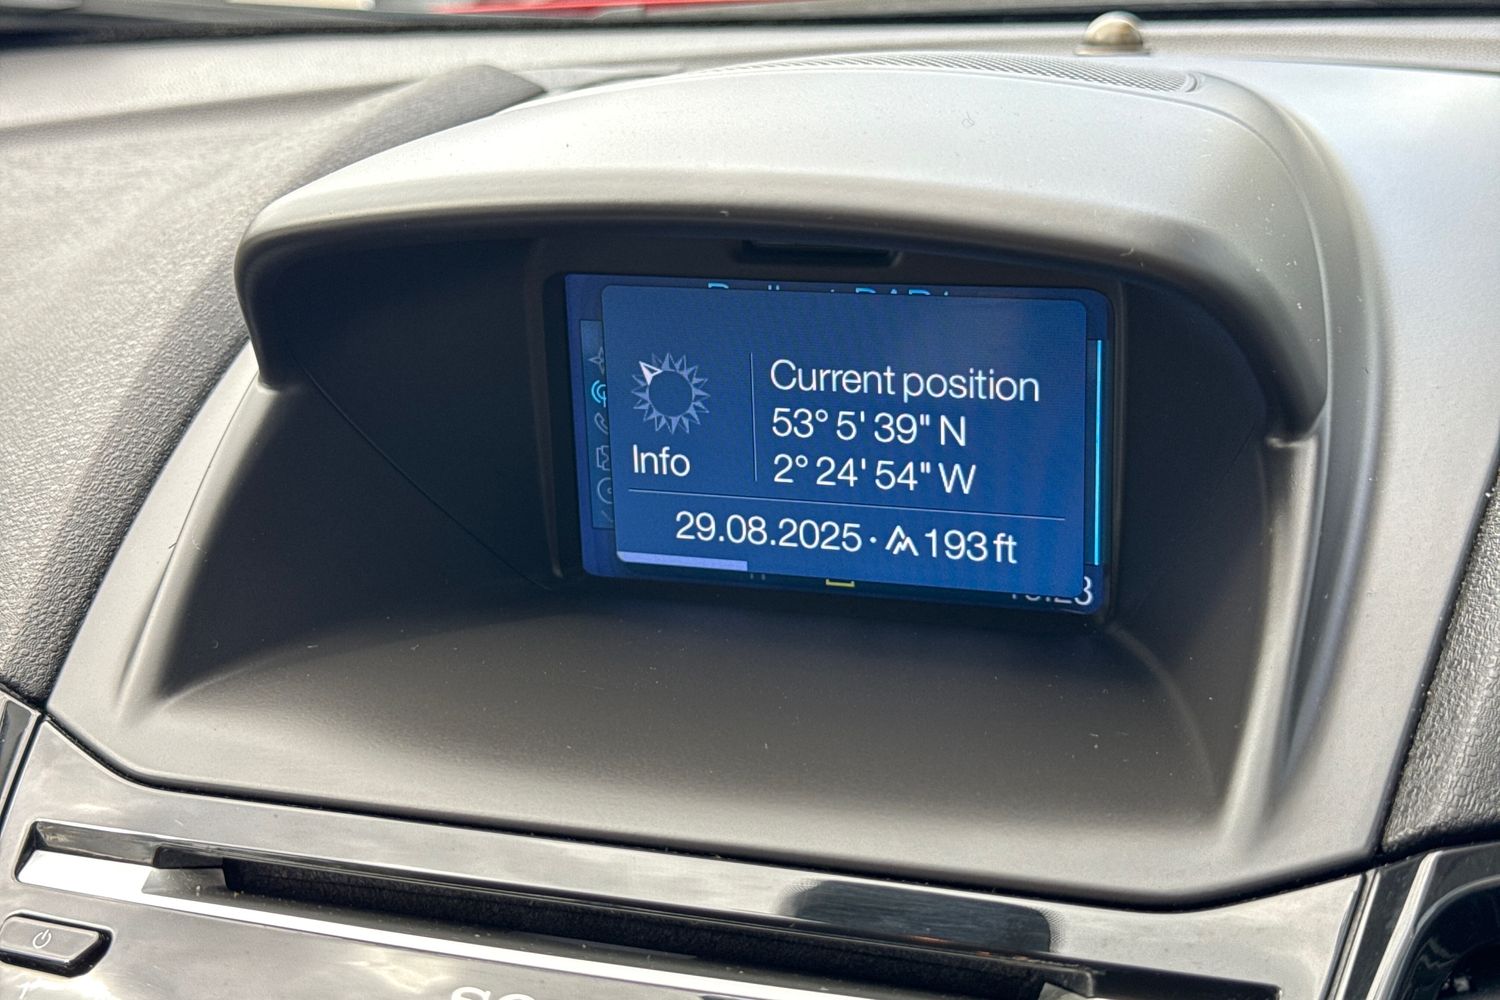 Current position
53° 5' 39" N
2° 24' 54" W
Info
29.08.2025 · 193 ft